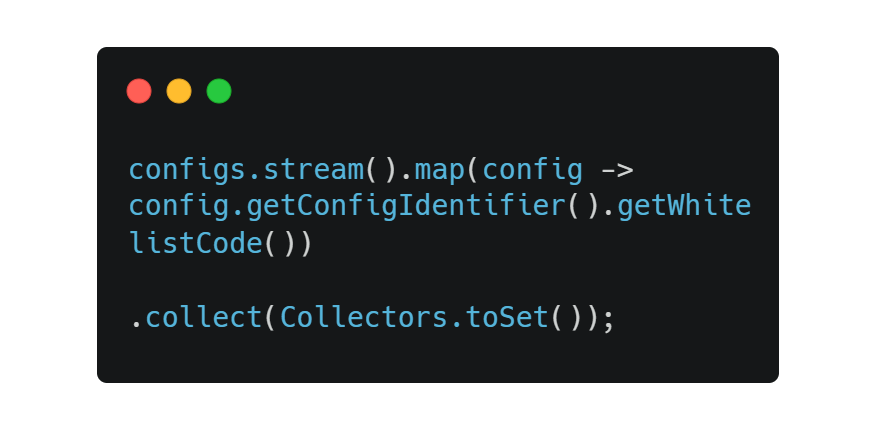 configs.stream().map(config ->
config.getConfigIdentifier().getWhite
listCode())
.collect(Collectors.toSet());